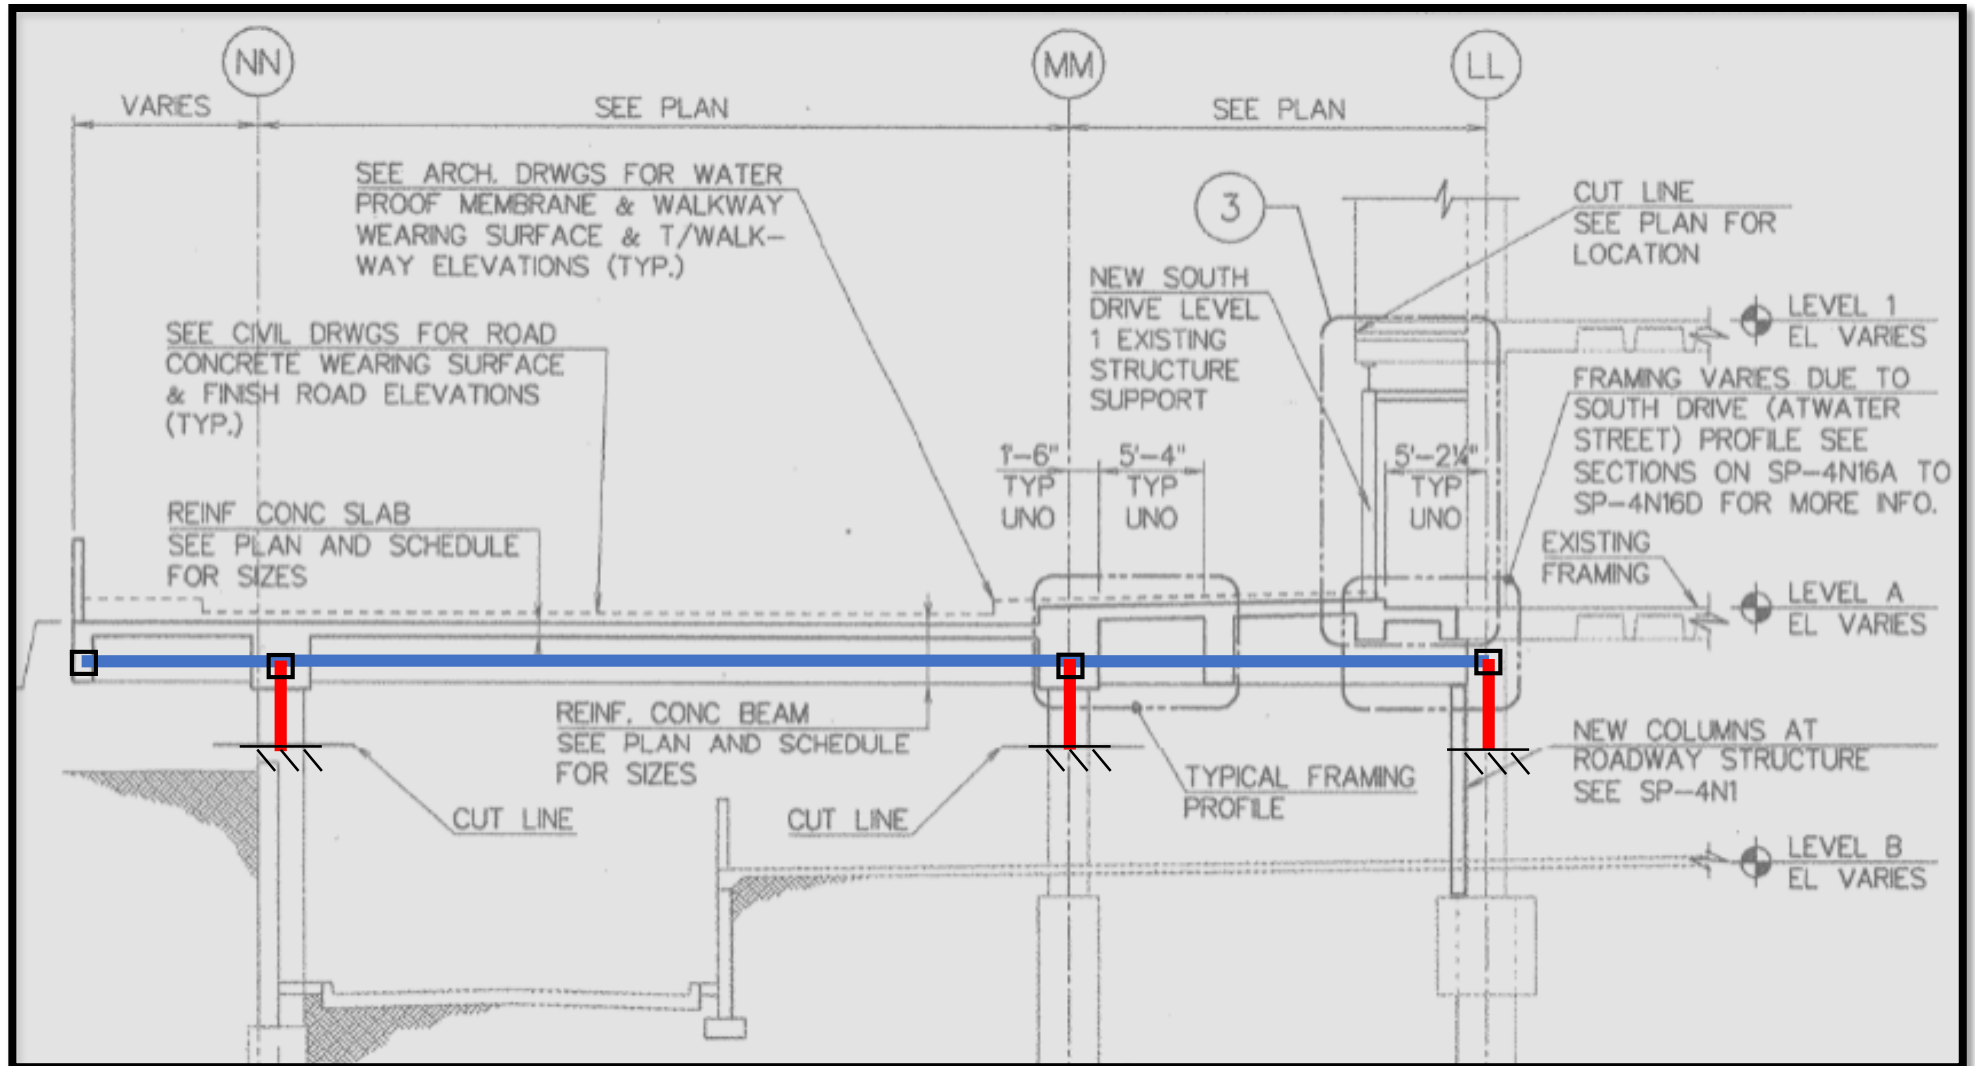 NN
MM
LL
VARIES
SEE PLAN
SEE PLAN
SEE ARCH. DRWGS FOR WATER
PROOF MEMBRANE & WALKWAY
WEARING SURFACE & T/WALK-
WAY ELEVATIONS (TYP.)
3
CUT LINE
SEE PLAN FOR
LOCATION
NEW SOUTH
DRIVE LEVEL
1 EXISTING
STRUCTURE
SUPPORT
LEVEL 1
EL VARIES
SEE CIVIL DRWGS FOR ROAD
CONCRETE WEARING SURFACE
& FINISH ROAD ELEVATIONS
(TYP.)
FRAMING VARIES DUE TO
SOUTH DRIVE (ATWATER
STREET) PROFILE SEE
SECTIONS ON SP-4N16A TO
SP-4N16D FOR MORE INFO.
1'-6"
TYP
UNO
5'-4"
TYP
UNO
5'-2¼"
TYP
UNO
REINF CONC SLAB
SEE PLAN AND SCHEDULE
FOR SIZES
EXISTING
FRAMING
LEVEL A
EL VARIES
REINF. CONC BEAM
SEE PLAN AND SCHEDULE
FOR SIZES
NEW COLUMNS AT
ROADWAY STRUCTURE
SEE SP-4N1
TYPICAL FRAMING
PROFILE
CUT LINE
CUT LINE
LEVEL B
EL VARIES